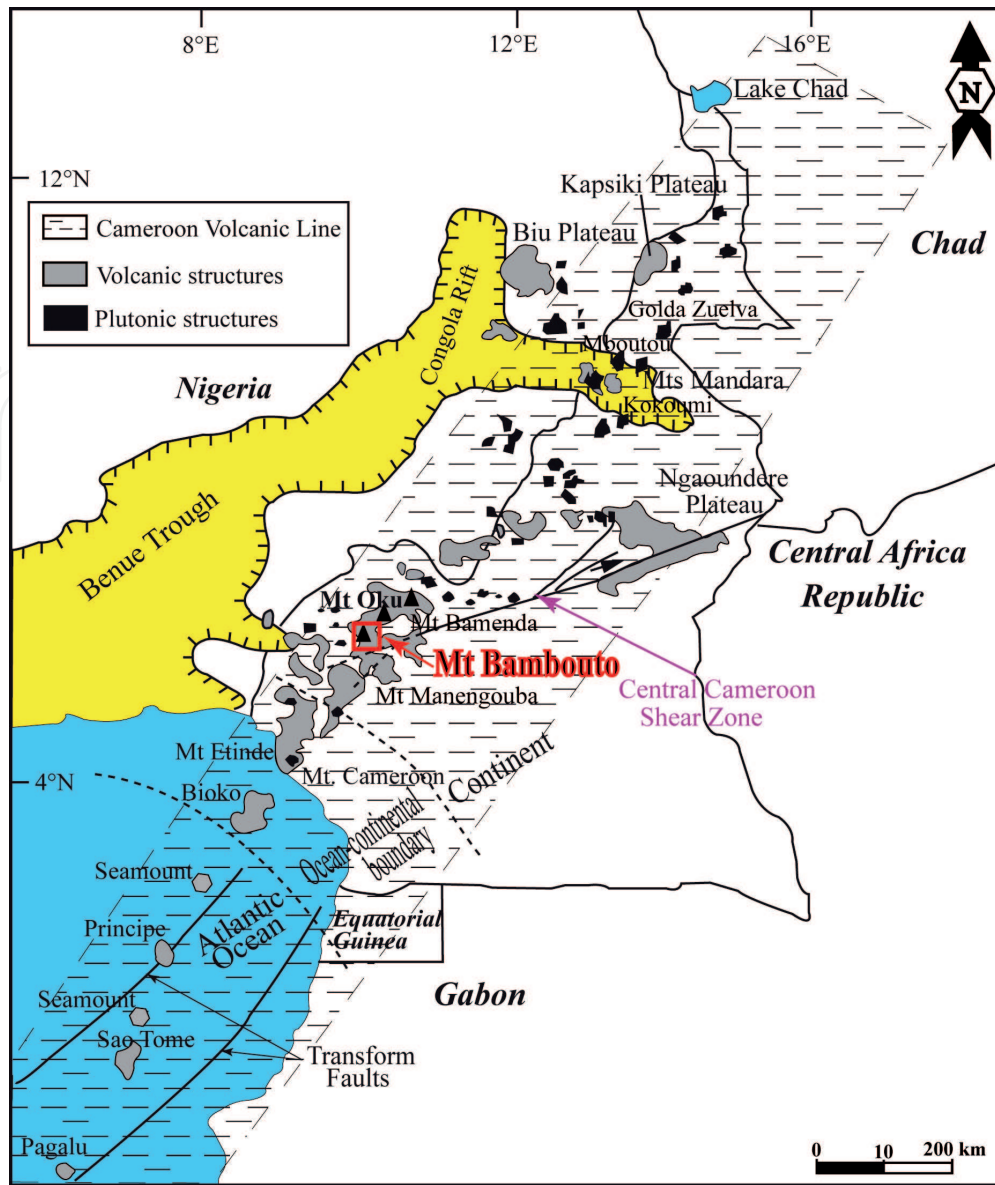 8°E
12°E
16°E
N
Lake Chad
12°N
Kapsiki Plateau
Cameroon Volcanic Line
Volcanic structures
Plutonic structures
Biu Plateau
Chad
Golda Zuelva
Congola Rift
Mboutou
Nigeria
Mts Mandara
Kokoumi
Ngaoundere
Plateau
Benue Trough
Central Africa
Republic
Mt Oku
Mt Bamenda
Mt Bambouto
Central Cameroon
Shear Zone
Mt Manengouba
Mt Etinde
Mt. Cameroon
4°N
Bioko
Continent
Ocean-continental
boundary
Seamount
Atlantic
Ocean
Principe
Equatorial
Guinea
Gabon
Seamount
Sao Tome
Transform
Faults
Pagalu
0 10 200 km